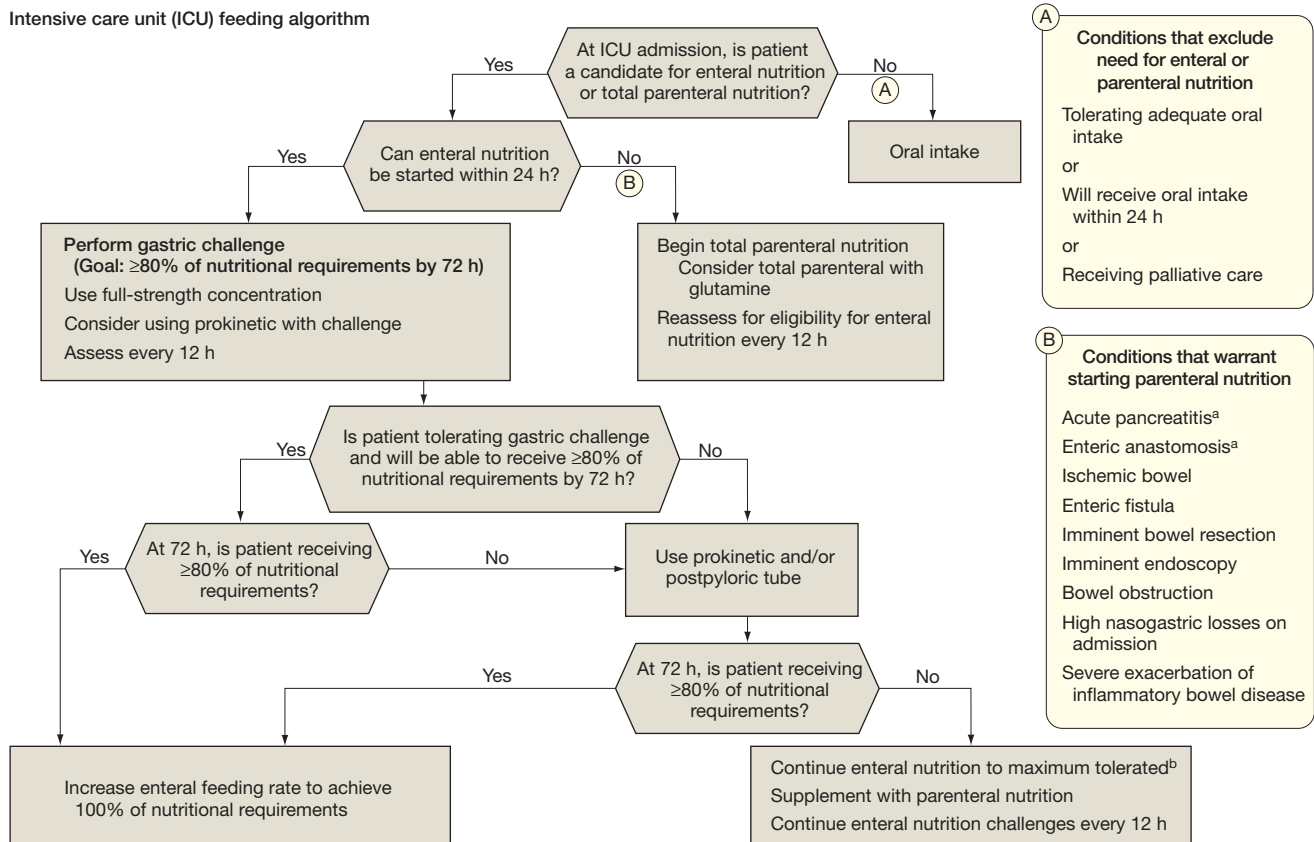 Intensive care unit (ICU) feeding algorithm
At ICU admission, is patient
a candidate for enteral nutrition
or total parenteral nutrition?
Yes
No
A
Oral intake
Can enteral nutrition
be started within 24 h?
Yes
No
B
Perform gastric challenge
(Goal: ≥80% of nutritional requirements by 72 h)
Use full-strength concentration
Consider using prokinetic with challenge
Assess every 12 h
Begin total parenteral nutrition
Consider total parenteral with
glutamine
Reassess for eligibility for enteral
nutrition every 12 h
Is patient tolerating gastric challenge
and will be able to receive ≥80% of
nutritional requirements by 72 h?
Yes
No
At 72 h, is patient receiving
≥80% of nutritional
requirements?
Yes
No
Use prokinetic and/or
postpyloric tube
At 72 h, is patient receiving
≥80% of nutritional
requirements?
Yes
No
Increase enteral feeding rate to achieve
100% of nutritional requirements
Continue enteral nutrition to maximum toleratedᵇ
Supplement with parenteral nutrition
Continue enteral nutrition challenges every 12 h
A
Conditions that exclude
need for enteral or
parenteral nutrition
Tolerating adequate oral
intake
or
Will receive oral intake
within 24 h
or
Receiving palliative care
B
Conditions that warrant
starting parenteral nutrition
Acute pancreatitisᵃ
Enteric anastomosisᵃ
Ischemic bowel
Enteric fistula
Imminent bowel resection
Imminent endoscopy
Bowel obstruction
High nasogastric losses on
admission
Severe exacerbation of
inflammatory bowel disease